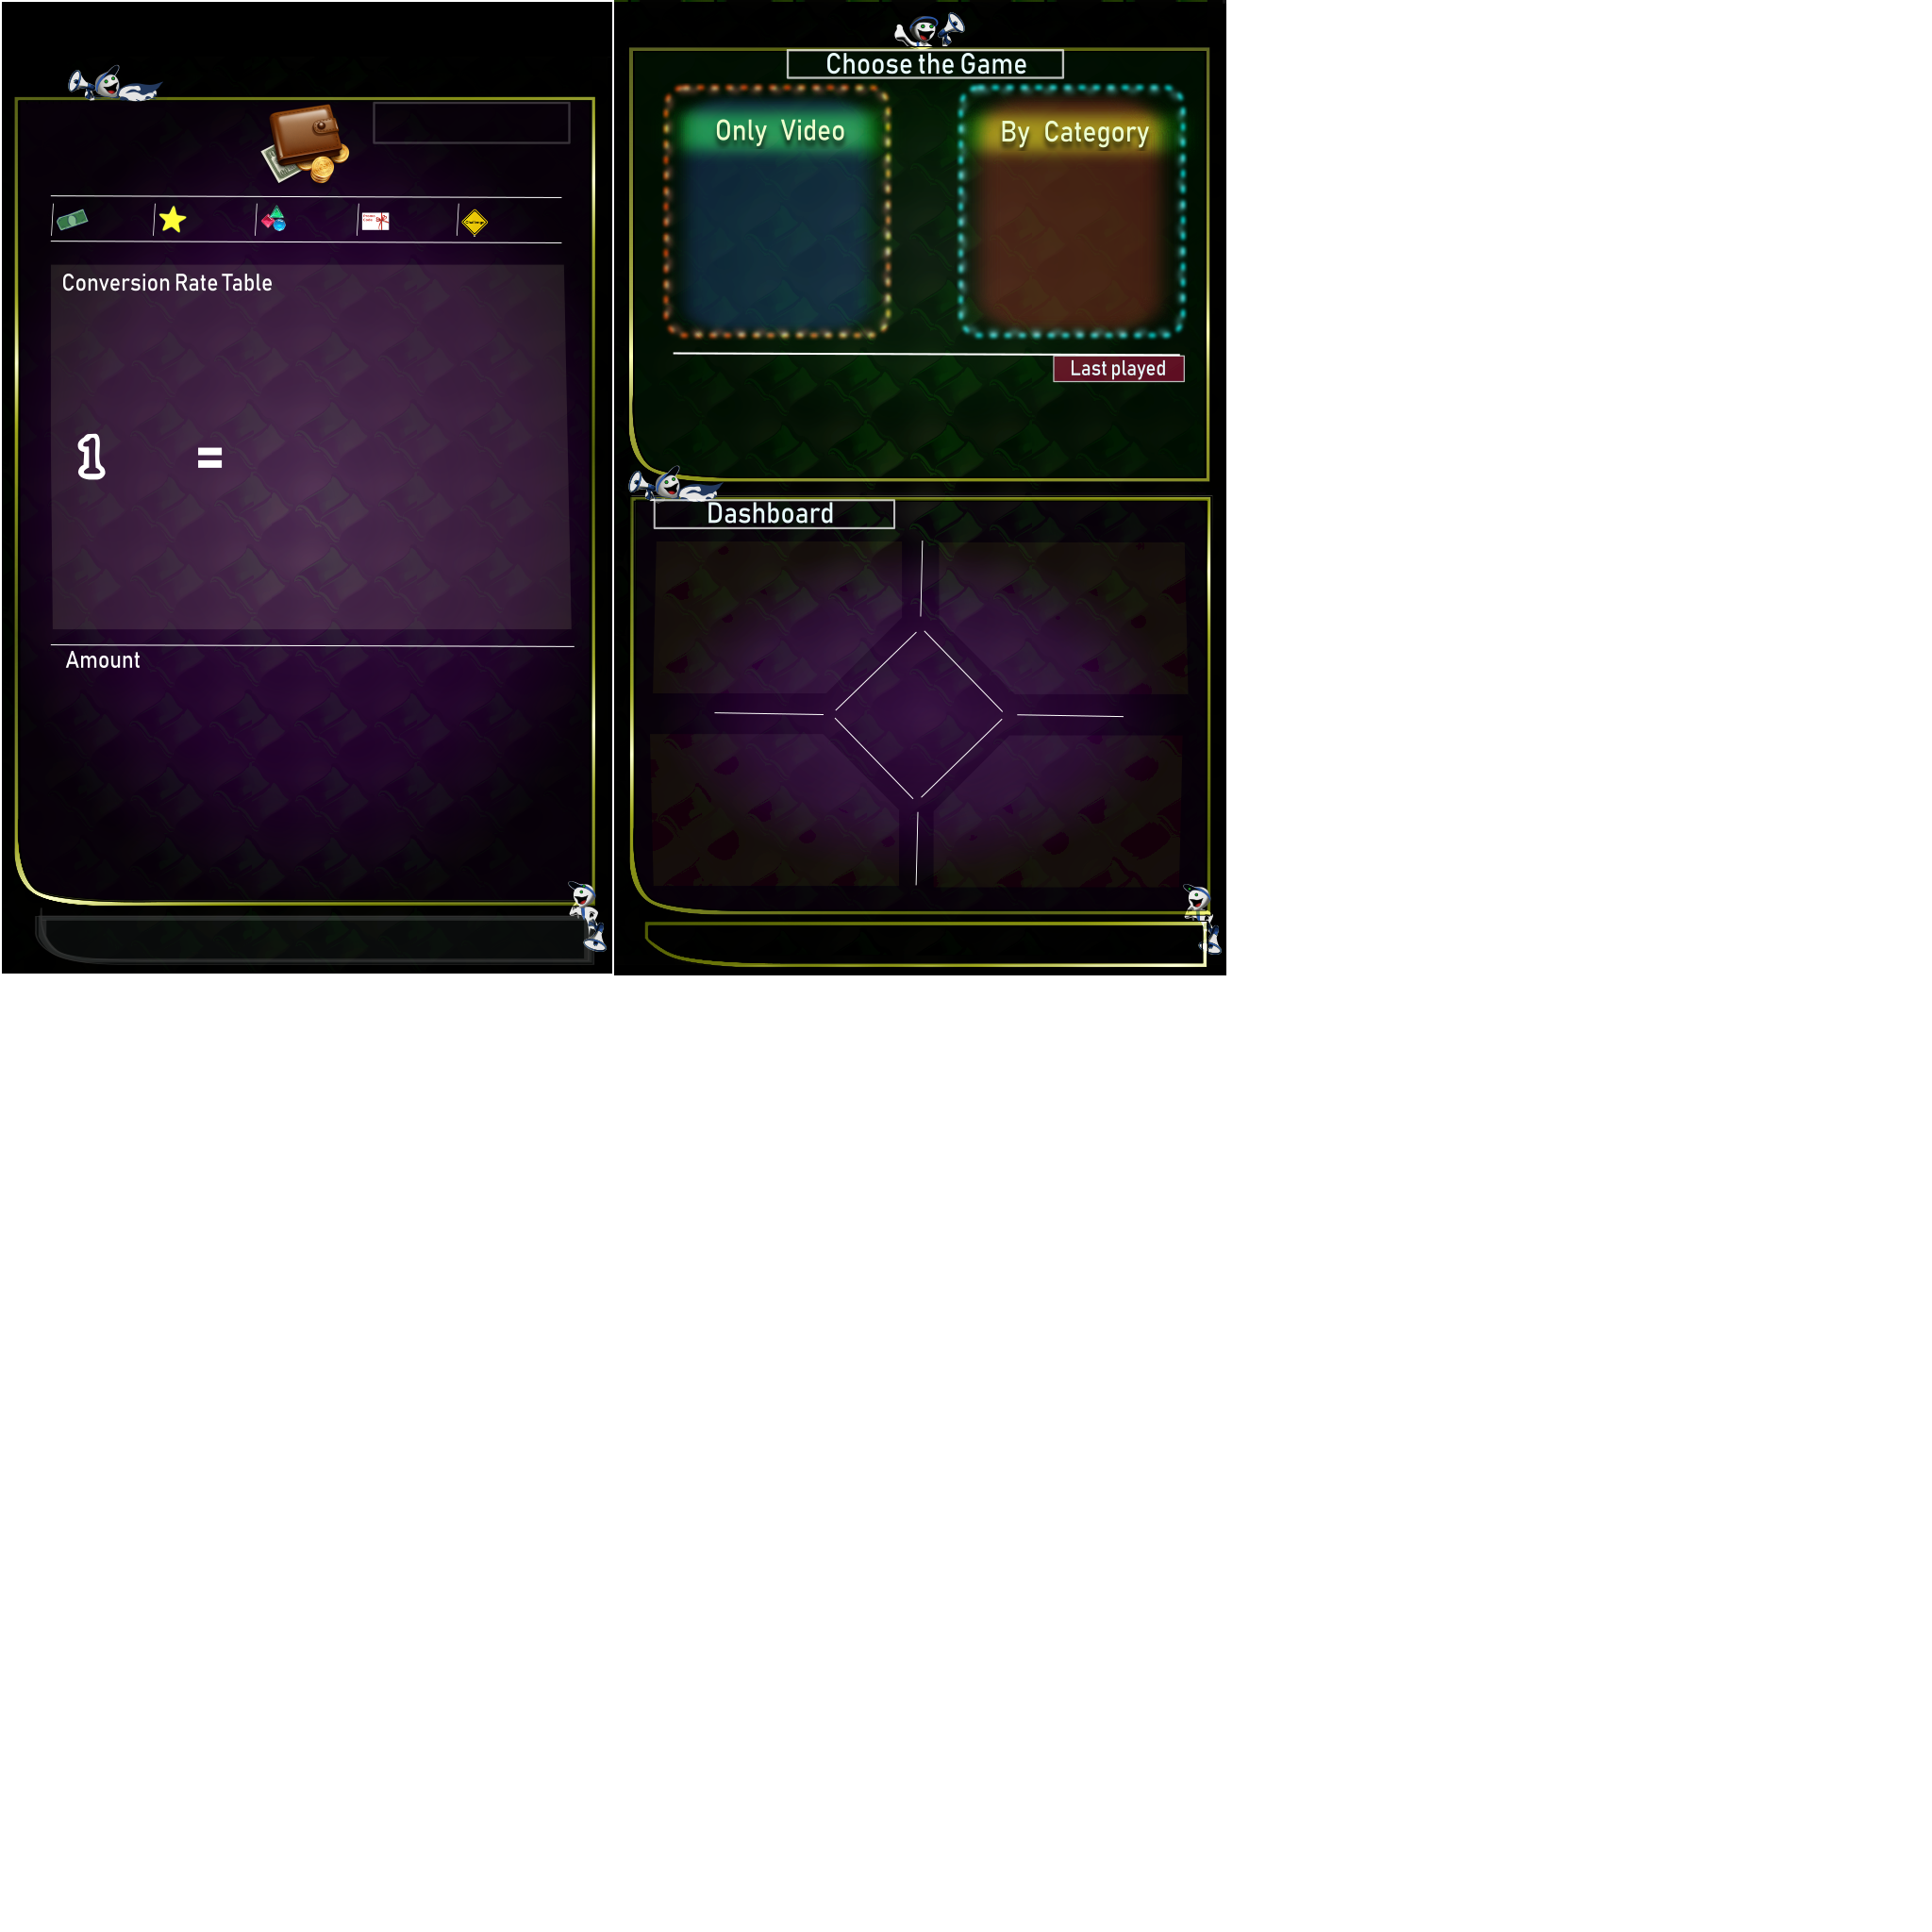 Conversion Rate Table
1 =
Amount
Choose the Game
Only Video
By Category
Last played
Dashboard